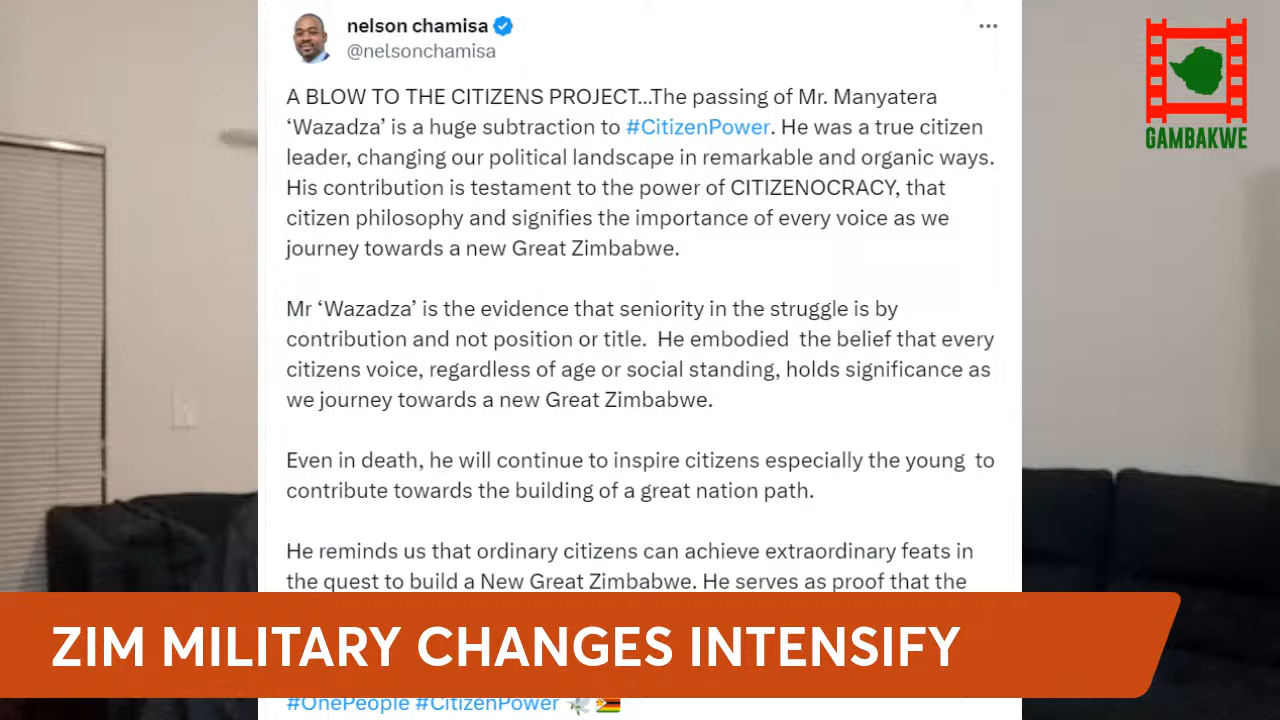 nelson chamisa
@nelsonchamisa
A BLOW TO THE CITIZENS PROJECT...The passing of Mr. Manyatera
‘Wazadza’ is a huge subtraction to #CitizenPower. He was a true citizen
leader, changing our political landscape in remarkable and organic ways.
His contribution is testament to the power of CITIZENOCRACY, that
citizen philosophy and signifies the importance of every voice as we
journey towards a new Great Zimbabwe.
Mr ‘Wazadza’ is the evidence that seniority in the struggle is by
contribution and not position or title.  He embodied  the belief that every
citizens voice, regardless of age or social standing, holds significance as
we journey towards a new Great Zimbabwe.
Even in death, he will continue to inspire citizens especially the young  to
contribute towards the building of a great nation path.
He reminds us that ordinary citizens can achieve extraordinary feats in
the quest to build a New Great Zimbabwe. He serves as proof that the
#OnePeople #CitizenPower
GAMBAKWE
ZIM MILITARY CHANGES INTENSIFY